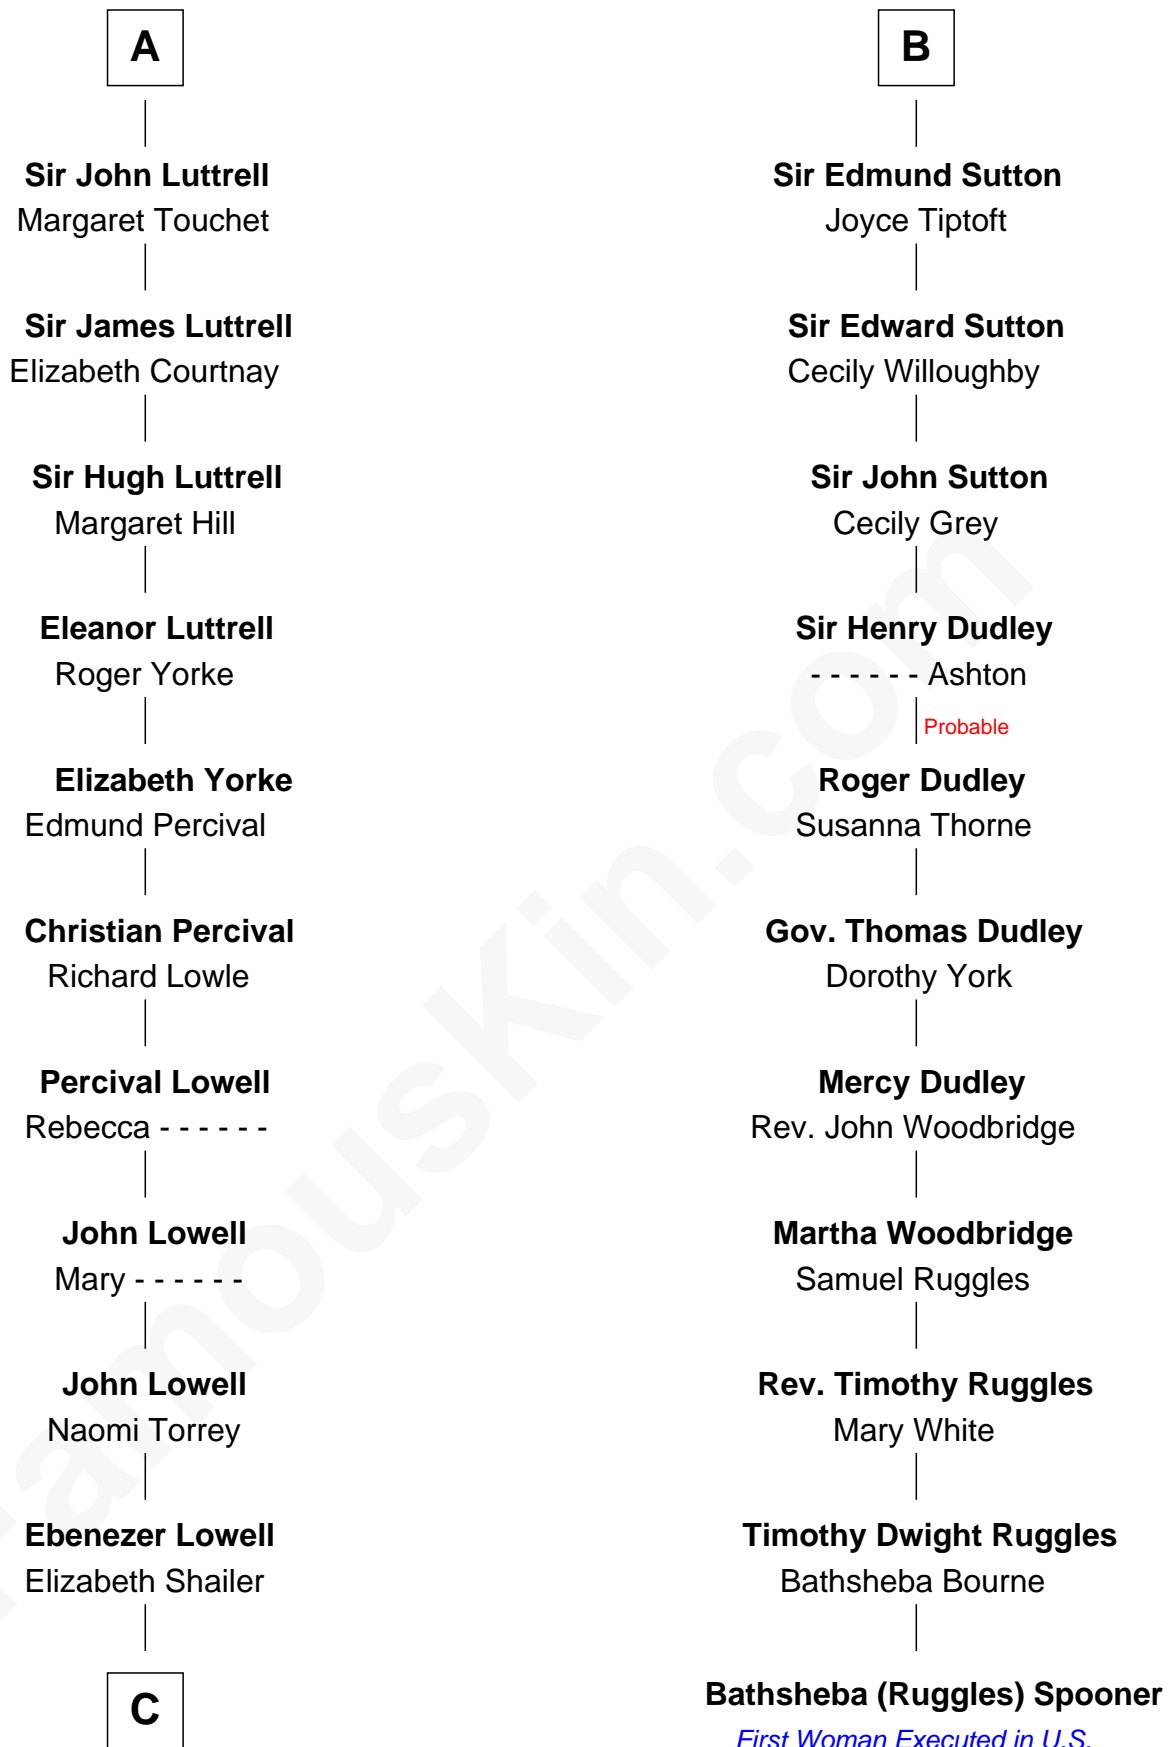 A
Sir John Luttrell
Margaret Touchet
Sir James Luttrell
Elizabeth Courtnay
Sir Hugh Luttrell
Margaret Hill
Eleanor Luttrell
Roger Yorke
Elizabeth Yorke
Edmund Percival
Christian Percival
Richard Lowle
Percival Lowell
Rebecca - - - - - -
John Lowell
Mary - - - - - -
John Lowell
Naomi Torrey
Ebenezer Lowell
Elizabeth Shailer
C
B
Sir Edmund Sutton
Joyce Tiptoft
Sir Edward Sutton
Cecily Willoughby
Sir John Sutton
Cecily Grey
Sir Henry Dudley
- - - - - - Ashton
Probable
Roger Dudley
Susanna Thorne
Gov. Thomas Dudley
Dorothy York
Mercy Dudley
Rev. John Woodbridge
Martha Woodbridge
Samuel Ruggles
Rev. Timothy Ruggles
Mary White
Timothy Dwight Ruggles
Bathsheba Bourne
Bathsheba (Ruggles) Spooner
First Woman Executed in U.S.
FamousKin.com